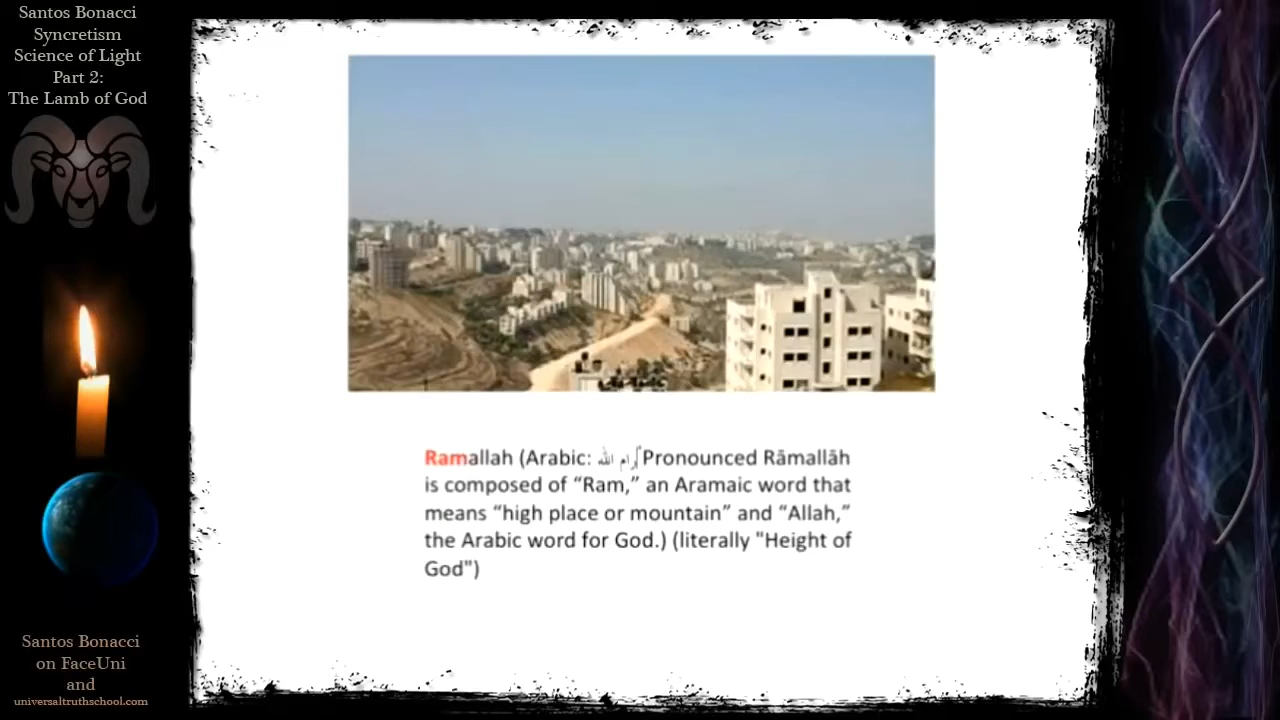 Santos Bonacci
Syncretism
Science of Light
Part 2:
The Lamb of God
Ramallah (Arabic: رام الله Pronounced Rāmallāh
is composed of “Ram,” an Aramaic word that
means “high place or mountain” and “Allah,”
the Arabic word for God.) (literally "Height of
God")
Santos Bonacci
on FaceUni
and
universaltruthschool.com